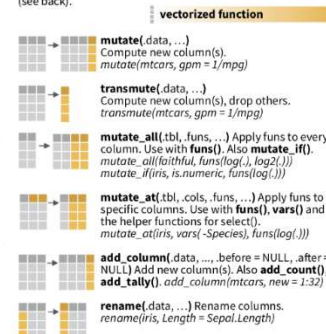 (see back).
vectorized function
mutate(.data, …)
Compute new column(s).
mutate(mtcars, gpm = 1/mpg)
transmute(.data, …)
Compute new column(s), drop others.
transmute(mtcars, gpm = 1/mpg)
mutate_all(.tbl, .funs, …) Apply funs to every
column. Use with funs(). Also mutate_if().
mutate_all(faithful, funs(log(.), log2(.)))
mutate_if(iris, is.numeric, funs(log(.)))
mutate_at(.tbl, .cols, .funs, …) Apply funs to
specific columns. Use with funs(), vars() and
the helper functions for select().
mutate_at(iris, vars( -Species), funs(log(.)))
add_column(.data, ..., .before = NULL, .after =
NULL) Add new column(s). Also add_count(),
add_tally(). add_column(mtcars, new = 1:32)
rename(.data, …) Rename columns.
rename(iris, Length = Sepal.Length)